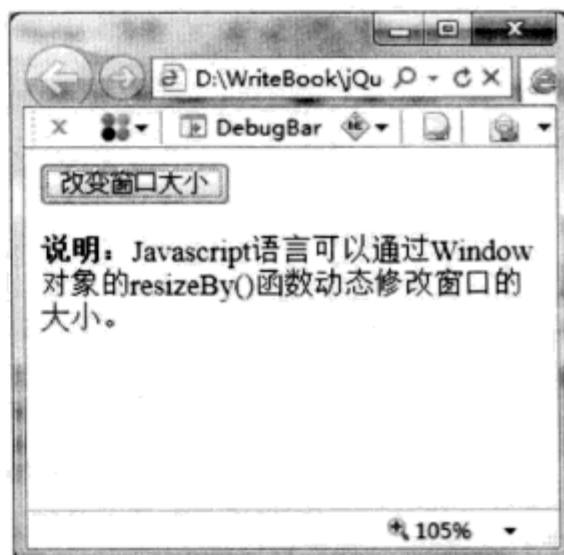 D:\WriteBook\jQu
DebugBar
改变窗口大小
说明：Javascript语言可以通过Window
对象的resizeBy()函数动态修改窗口的
大小。
105%